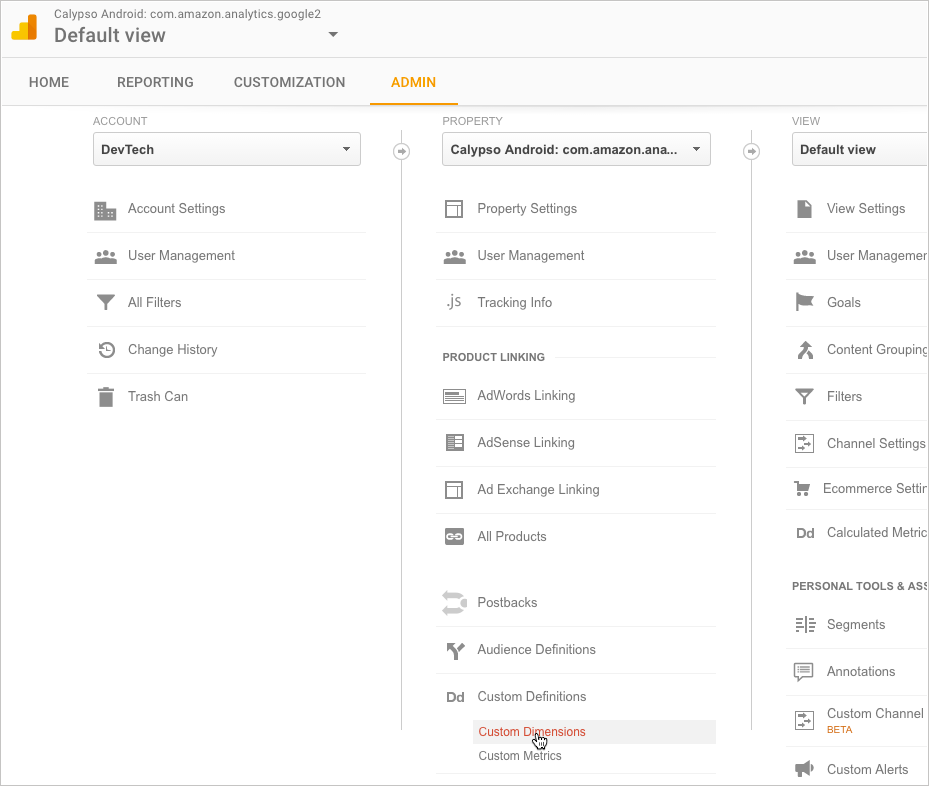 Calypso Android: com.amazon.analytics.google2
Default view
HOME REPORTING CUSTOMIZATION ADMIN
ACCOUNT
DevTech
Account Settings
User Management
All Filters
Change History
Trash Can
PROPERTY
Calypso Android: com.amazon.ana...
Property Settings
User Management
.js Tracking Info
PRODUCT LINKING
AdWords Linking
AdSense Linking
Ad Exchange Linking
All Products
Postbacks
Audience Definitions
Dd Custom Definitions
Custom Dimensions
Custom Metrics
VIEW
Default view
View Settings
User Managemer
Goals
Content Grouping
Filters
Channel Settings
Ecommerce Settin
Dd Calculated Metric
PERSONAL TOOLS & ASS
Segments
Annotations
Custom Channel
BETA
Custom Alerts